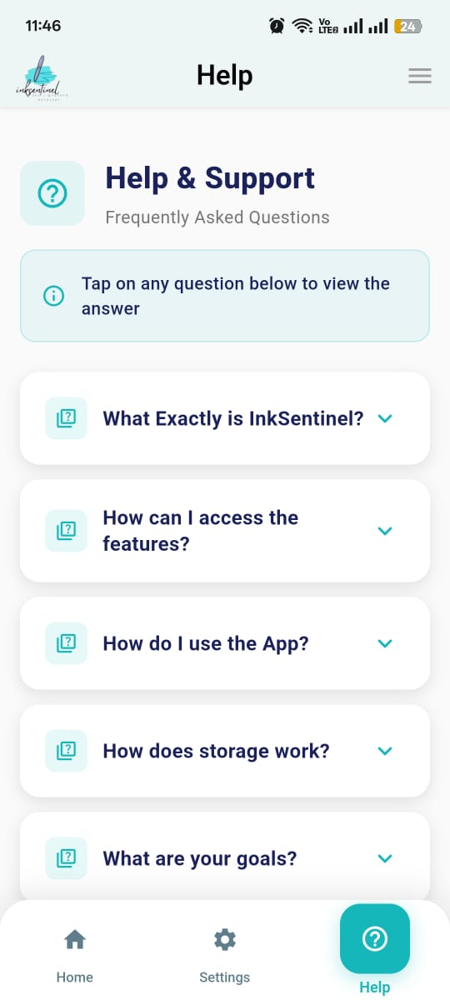 11:46
Vo
LTE2
24
inksentinel
Help
Help & Support
Frequently Asked Questions
Tap on any question below to view the
answer
What Exactly is InkSentinel?
How can I access the
features?
How do I use the App?
How does storage work?
What are your goals?
Home
Settings
Help